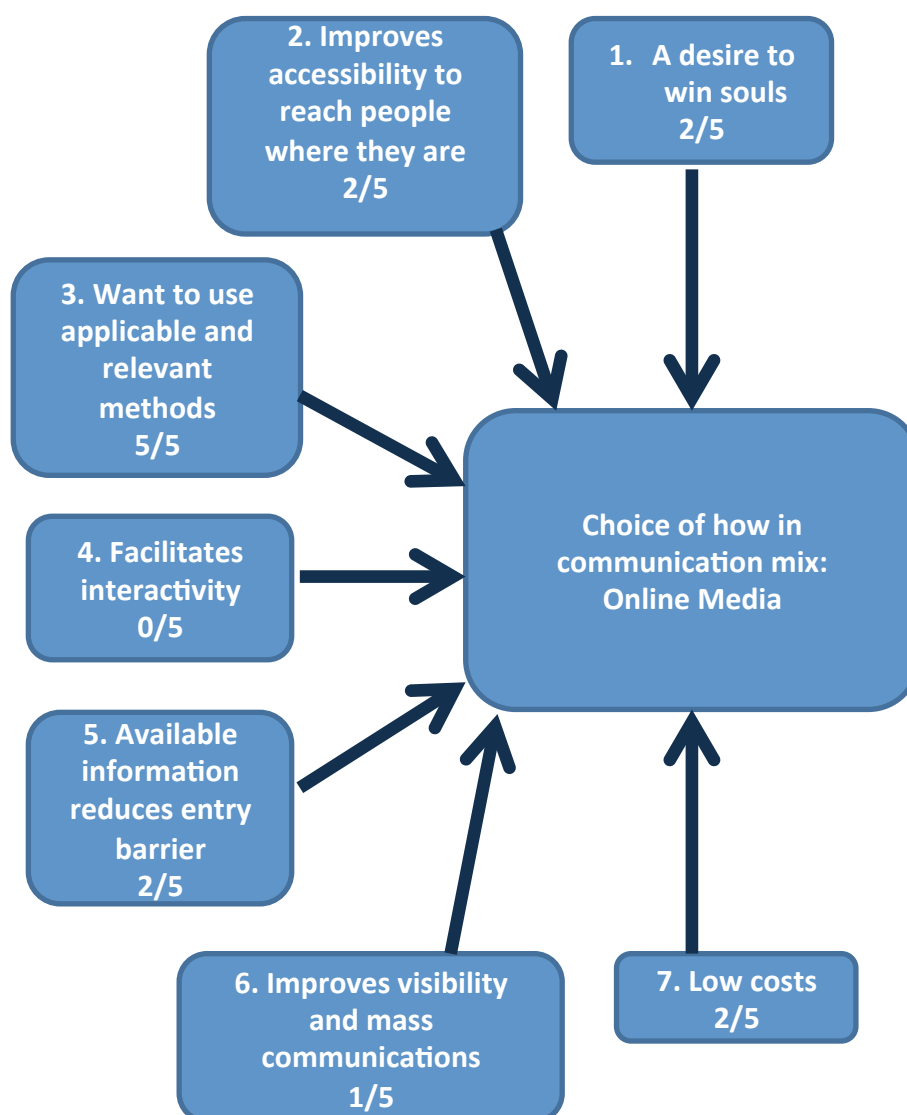 1. A desire to
win souls
2/5
2. Improves
accessibility to
reach people
where they are
2/5
3. Want to use
applicable and
relevant
methods
5/5
4. Facilitates
interactivity
0/5
5. Available
information
reduces entry
barrier
2/5
6. Improves visibility
and mass
communications
1/5
7. Low costs
2/5
Choice of how in
communication mix:
Online Media